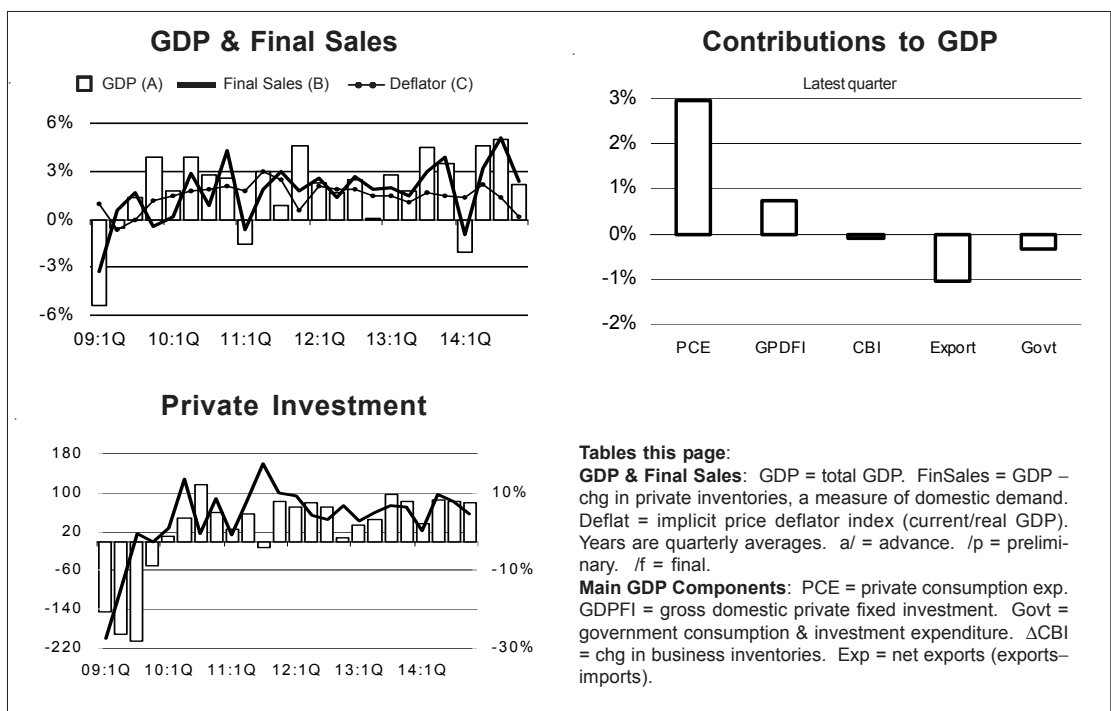 GDP & Final Sales
GDP (A) Final Sales (B) Deflator (C)
6%
3%
0%
-3%
-6%
09:1Q 10:1Q 11:1Q 12:1Q 13:1Q 14:1Q
Contributions to GDP
Latest quarter
3%
2%
1%
0%
-1%
-2%
PCE GPDFI CBI Export Govt
Private Investment
180
100 10%
20
-60 -10%
-140
-220 -30%
09:1Q 10:1Q 11:1Q 12:1Q 13:1Q 14:1Q
Tables this page:
GDP & Final Sales: GDP = total GDP. FinSales = GDP –
chg in private inventories, a measure of domestic demand.
Deflat = implicit price deflator index (current/real GDP).
Years are quarterly averages. a/ = advance. /p = prelimi-
nary. /f = final.
Main GDP Components: PCE = private consumption exp.
GDPFI = gross domestic private fixed investment. Govt =
government consumption & investment expenditure. ΔCBI
= chg in business inventories. Exp = net exports (exports–
imports).